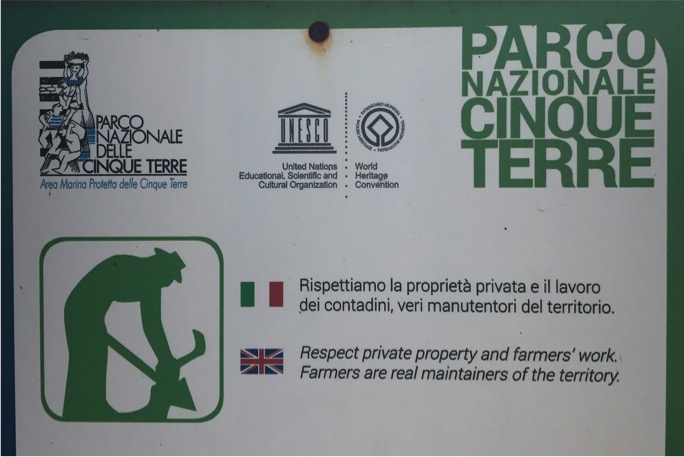 PARCO
NAZIONALE
DELLE
CINQUE TERRE
Area Marina Protetta delle Cinque Terre
UNESCO
United Nations
Educational, Scientific and
Cultural Organization
World
Heritage
Convention
PARCO
NAZIONALE
CINQUE
TERRE
Rispettiamo la proprietà privata e il lavoro
dei contadini, veri manutentori del territorio.
Respect private property and farmers' work.
Farmers are real maintainers of the territory.